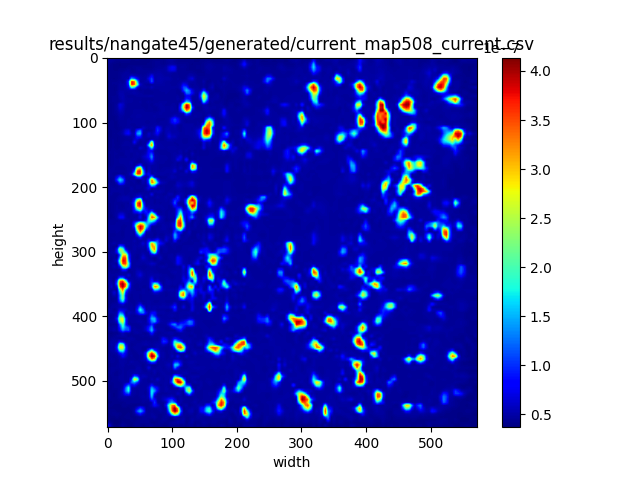 results/nangate45/generated/current_map508_current.csv
1e−7
0
100
200
300
400
500
height
0 100 200 300 400 500
width
4.0
3.5
3.0
2.5
2.0
1.5
1.0
0.5